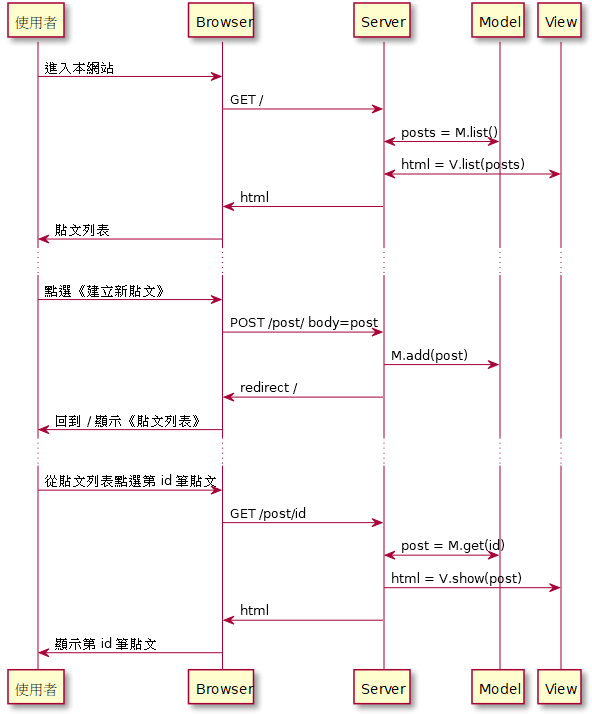 使用者 Browser Server Model View
進入本網站
GET /
posts = M.list()
html = V.list(posts)
html
貼文列表
點選《建立新貼文》
POST /post/ body=post
M.add(post)
redirect /
回到 / 顯示《貼文列表》
從貼文列表點選第 id 筆貼文
GET /post/id
post = M.get(id)
html = V.show(post)
html
顯示第 id 筆貼文
使用者 Browser Server Model View